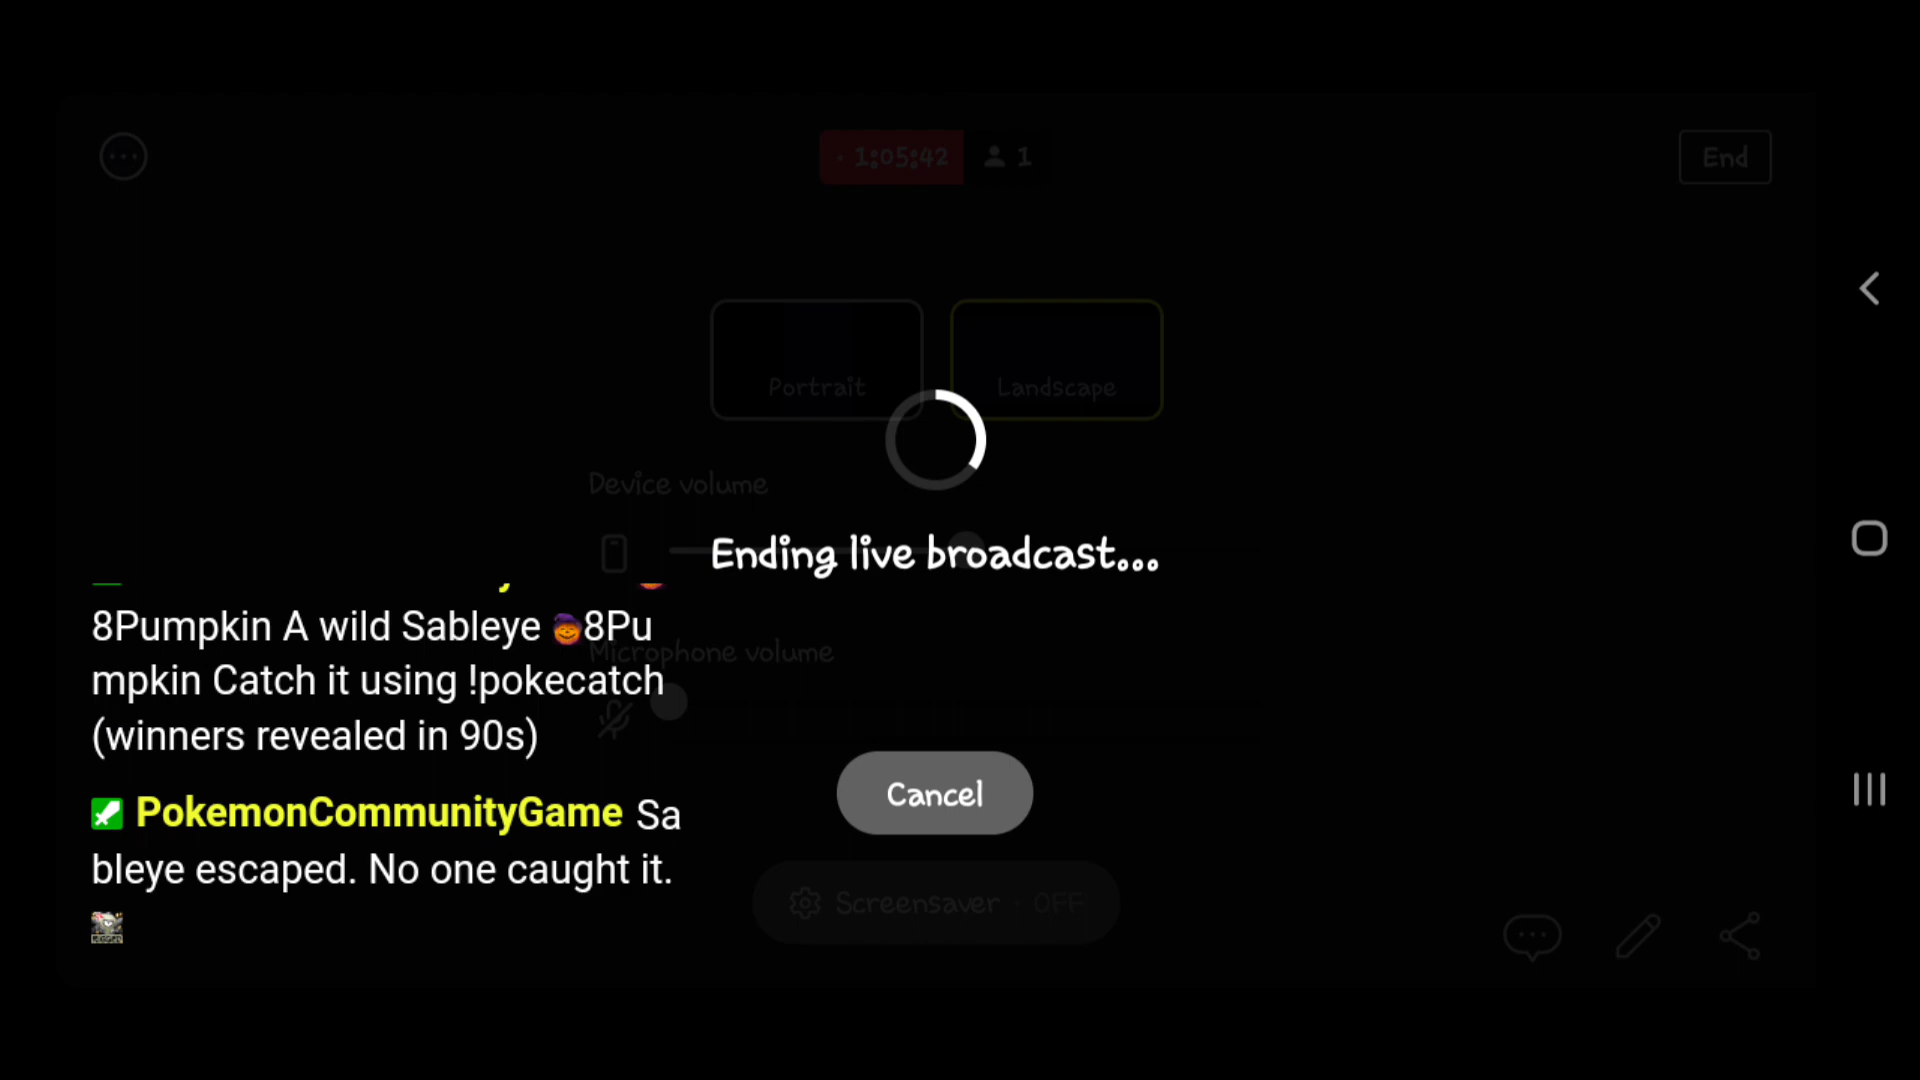 1:05:42 1
End
Portrait
Landscape
Device volume
Ending live broadcast...
8Pumpkin A wild Sableye 8Pu
mpkin Catch it using !pokecatch
(winners revealed in 90s)
Microphone volume
PokemonCommunityGame Sa
bleye escaped. No one caught it.
Cancel
Screensaver • OFF